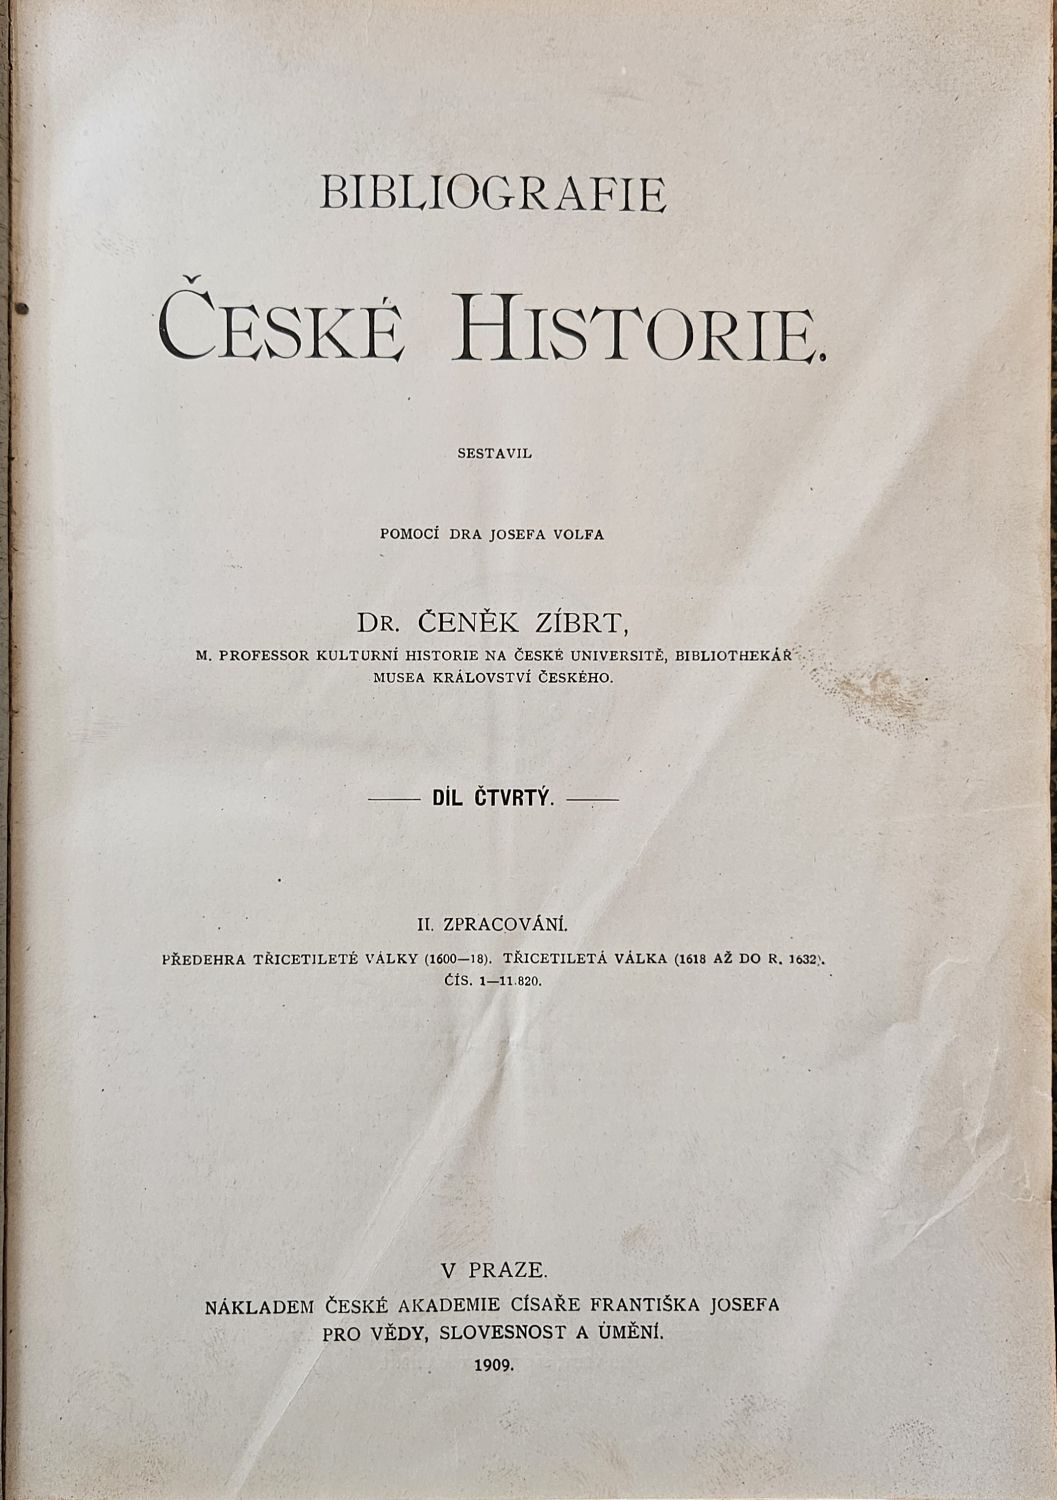 BIBLIOGRAFIE
ČESKÉ HISTORIE.
SESTAVIL
POMOCÍ DRA JOSEFA VOLFA
DR. ČENĚK ZÍBRT,
M. PROFESSOR KULTURNÍ HISTORIE NA ČESKÉ UNIVERSITĚ, BIBLIOTHEKÁŘ
MUSEA KRÁLOVSTVÍ ČESKÉHO.
DÍL ČTVRTÝ.
II. ZPRACOVÁNÍ.
PŘEDEHRA TŘICETILETÉ VÁLKY (1600—18). TŘICETILETÁ VÁLKA (1618 AŽ DO R. 1632).
ČÍS. 1—11.820.
V PRAZE.
NÁKLADEM ČESKÉ AKADEMIE CÍSAŘE FRANTIŠKA JOSEFA
PRO VĚDY, SLOVESNOST A UMĚNÍ.
1909.